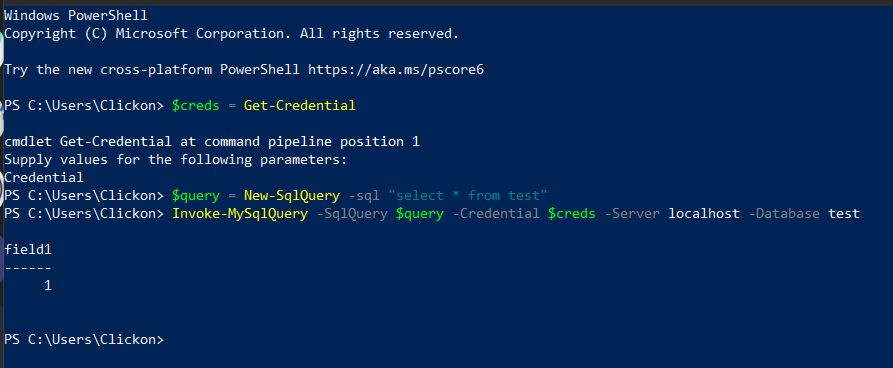 Windows PowerShell
Copyright (C) Microsoft Corporation. All rights reserved.
Try the new cross-platform PowerShell https://aka.ms/pscore6
PS C:\Users\Clickon> $creds = Get-Credential
cmdlet Get-Credential at command pipeline position 1
Supply values for the following parameters:
Credential
PS C:\Users\Clickon> $query = New-SqlQuery -sql "select * from test"
PS C:\Users\Clickon> Invoke-MySqlQuery -SqlQuery $query -Credential $creds -Server localhost -Database test
field1
------
1
PS C:\Users\Clickon>